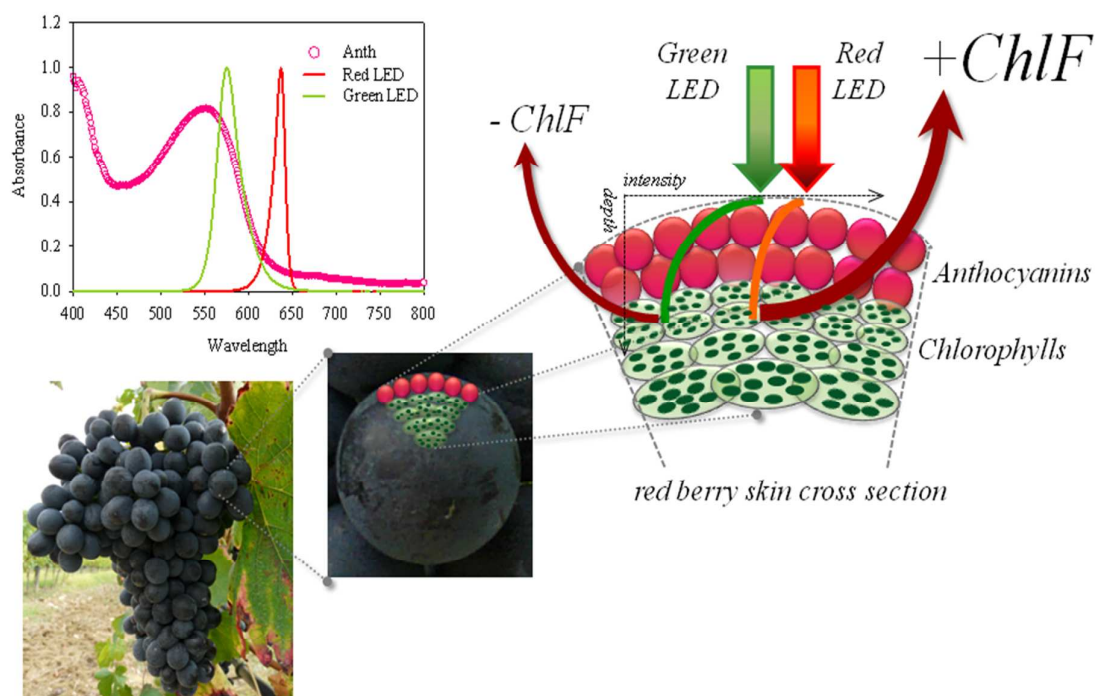 1.2
1.0
0.8
0.6
0.4
0.2
0.0
Absorbance
Anth
Red LED
Green LED
400 450 500 550 600 650 700 750 800
Wavelength
Green
LED
Red
LED
+ChlF
- ChlF
intensity
depth
Anthocyanins
Chlorophylls
red berry skin cross section